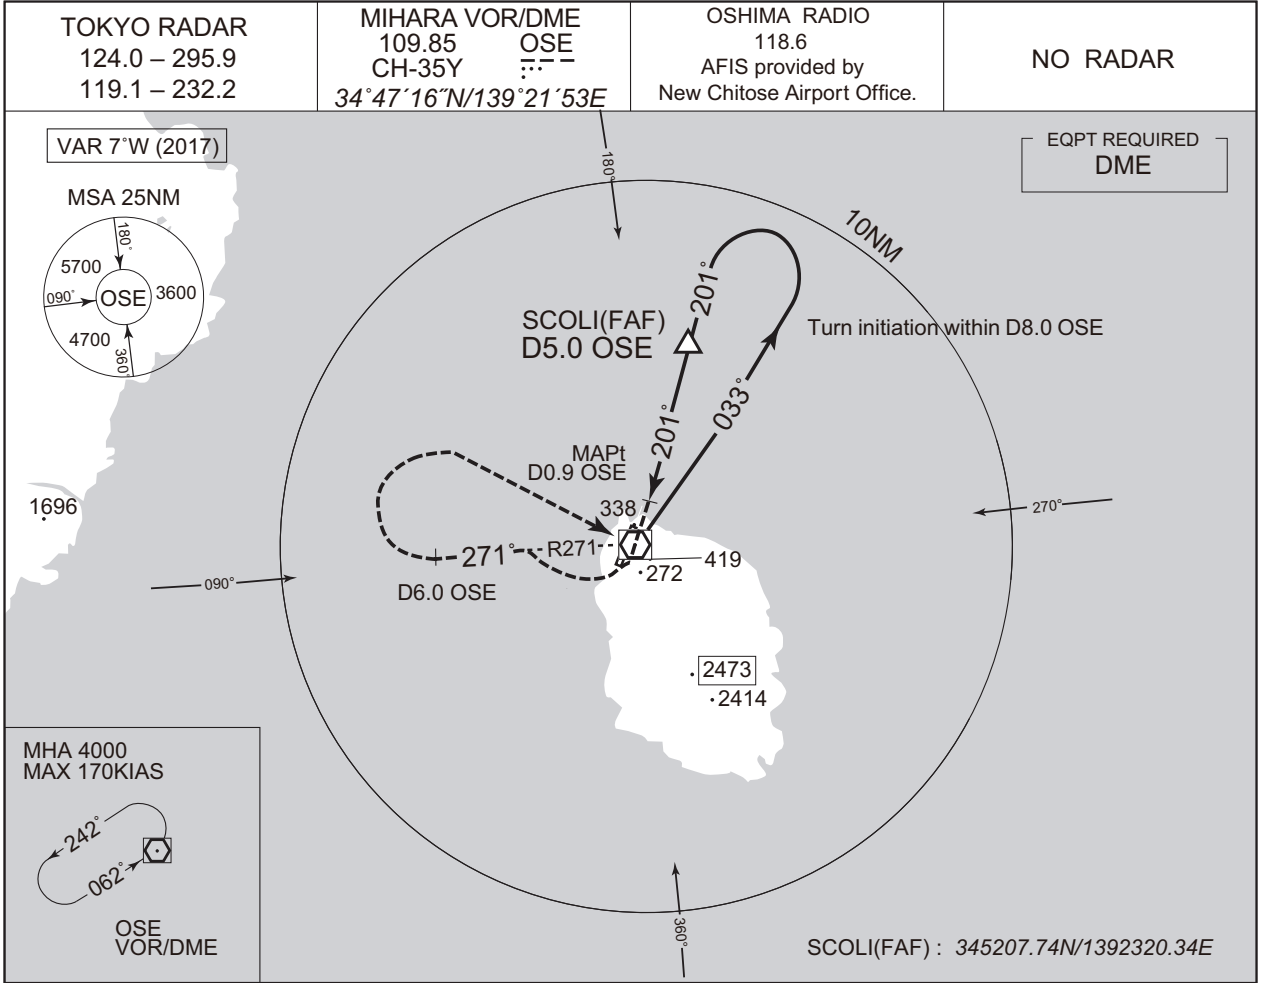 TOKYO RADAR
124.0 – 295.9
119.1 – 232.2
MIHARA VOR/DME
109.85 OSE
CH-35Y
34˚47´16˝N/139˚21´53E
OSHIMA RADIO
118.6
AFIS provided by
New Chitose Airport Office.
NO RADAR
VAR 7˚W (2017)
EQPT REQUIRED
DME
MSA 25NM
180˚
5700
090˚
OSE
3600
4700
360˚
180˚
10NM
201˚
SCOLI(FAF)
D5.0 OSE
Turn initiation within D8.0 OSE
033˚
201˚
MAPt
D0.9 OSE
1696
338
270˚
271˚
R271
419
272
090˚
D6.0 OSE
2473
2414
MHA 4000
MAX 170KIAS
242˚
062˚
OSE
VOR/DME
360˚
SCOLI(FAF) : 345207.74N/1392320.34E